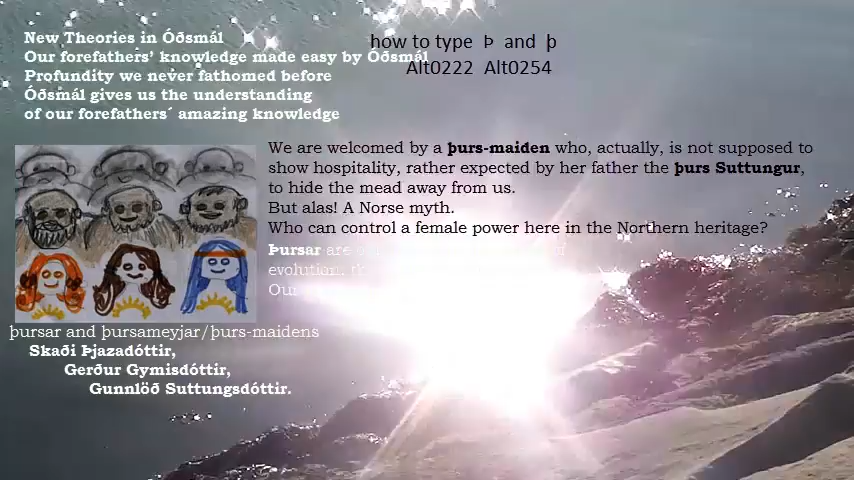 New Theories in Óðsmál
Our forefathers’ knowledge made easy by Óðsmál
Profundity we never fathomed before
Óðsmál gives us the understanding
of our forefathers´ amazing knowledge
how to type Þ and þ
Alt0222 Alt0254
We are welcomed by a þurs-maiden who, actually, is not supposed to
show hospitality, rather expected by her father the þurs Suttungur,
to hide the mead away from us.
But alas! A Norse myth.
Who can control a female power here in the Northern heritage?
Þursar are of
evolution,
Our
þursar and þursameyjar/þurs-maidens
Skaði Þjazadóttir,
Gerður Gymisdóttir,
Gunnlöð Suttungsdóttir.